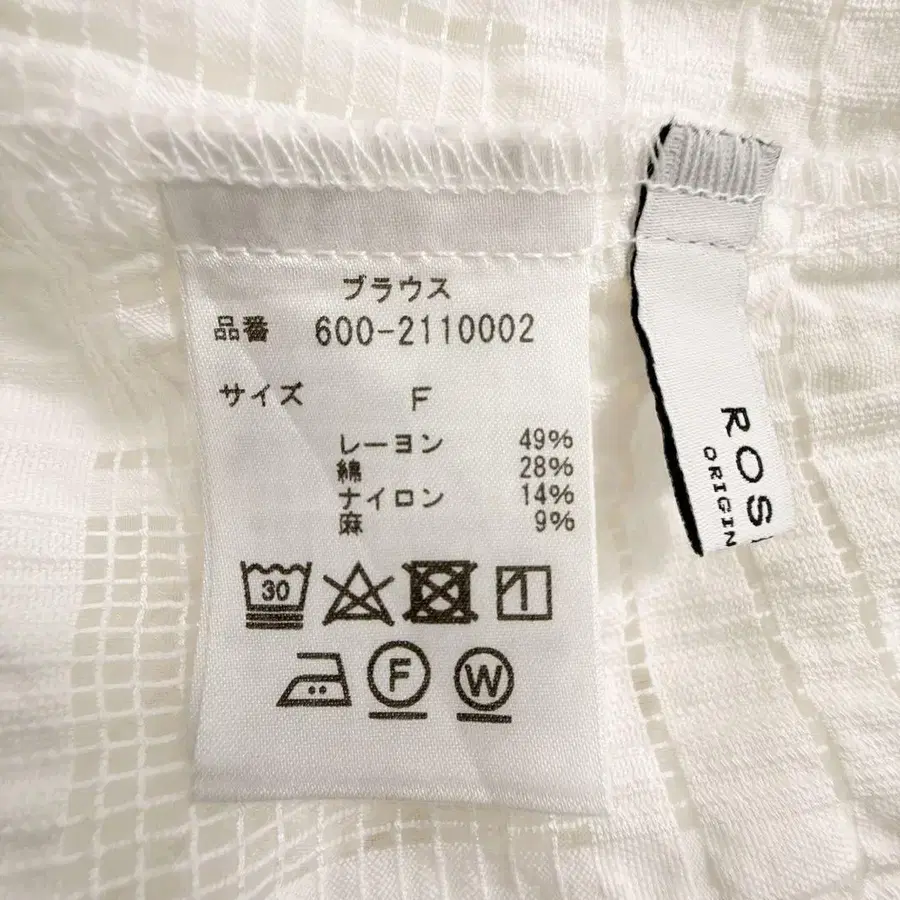 ブラウス
品番 600-2110002
サイズ F
レーヨン 49%
綿 28%
ナイロン 14%
麻 9%
30
F
W
ROS
ORIGIN